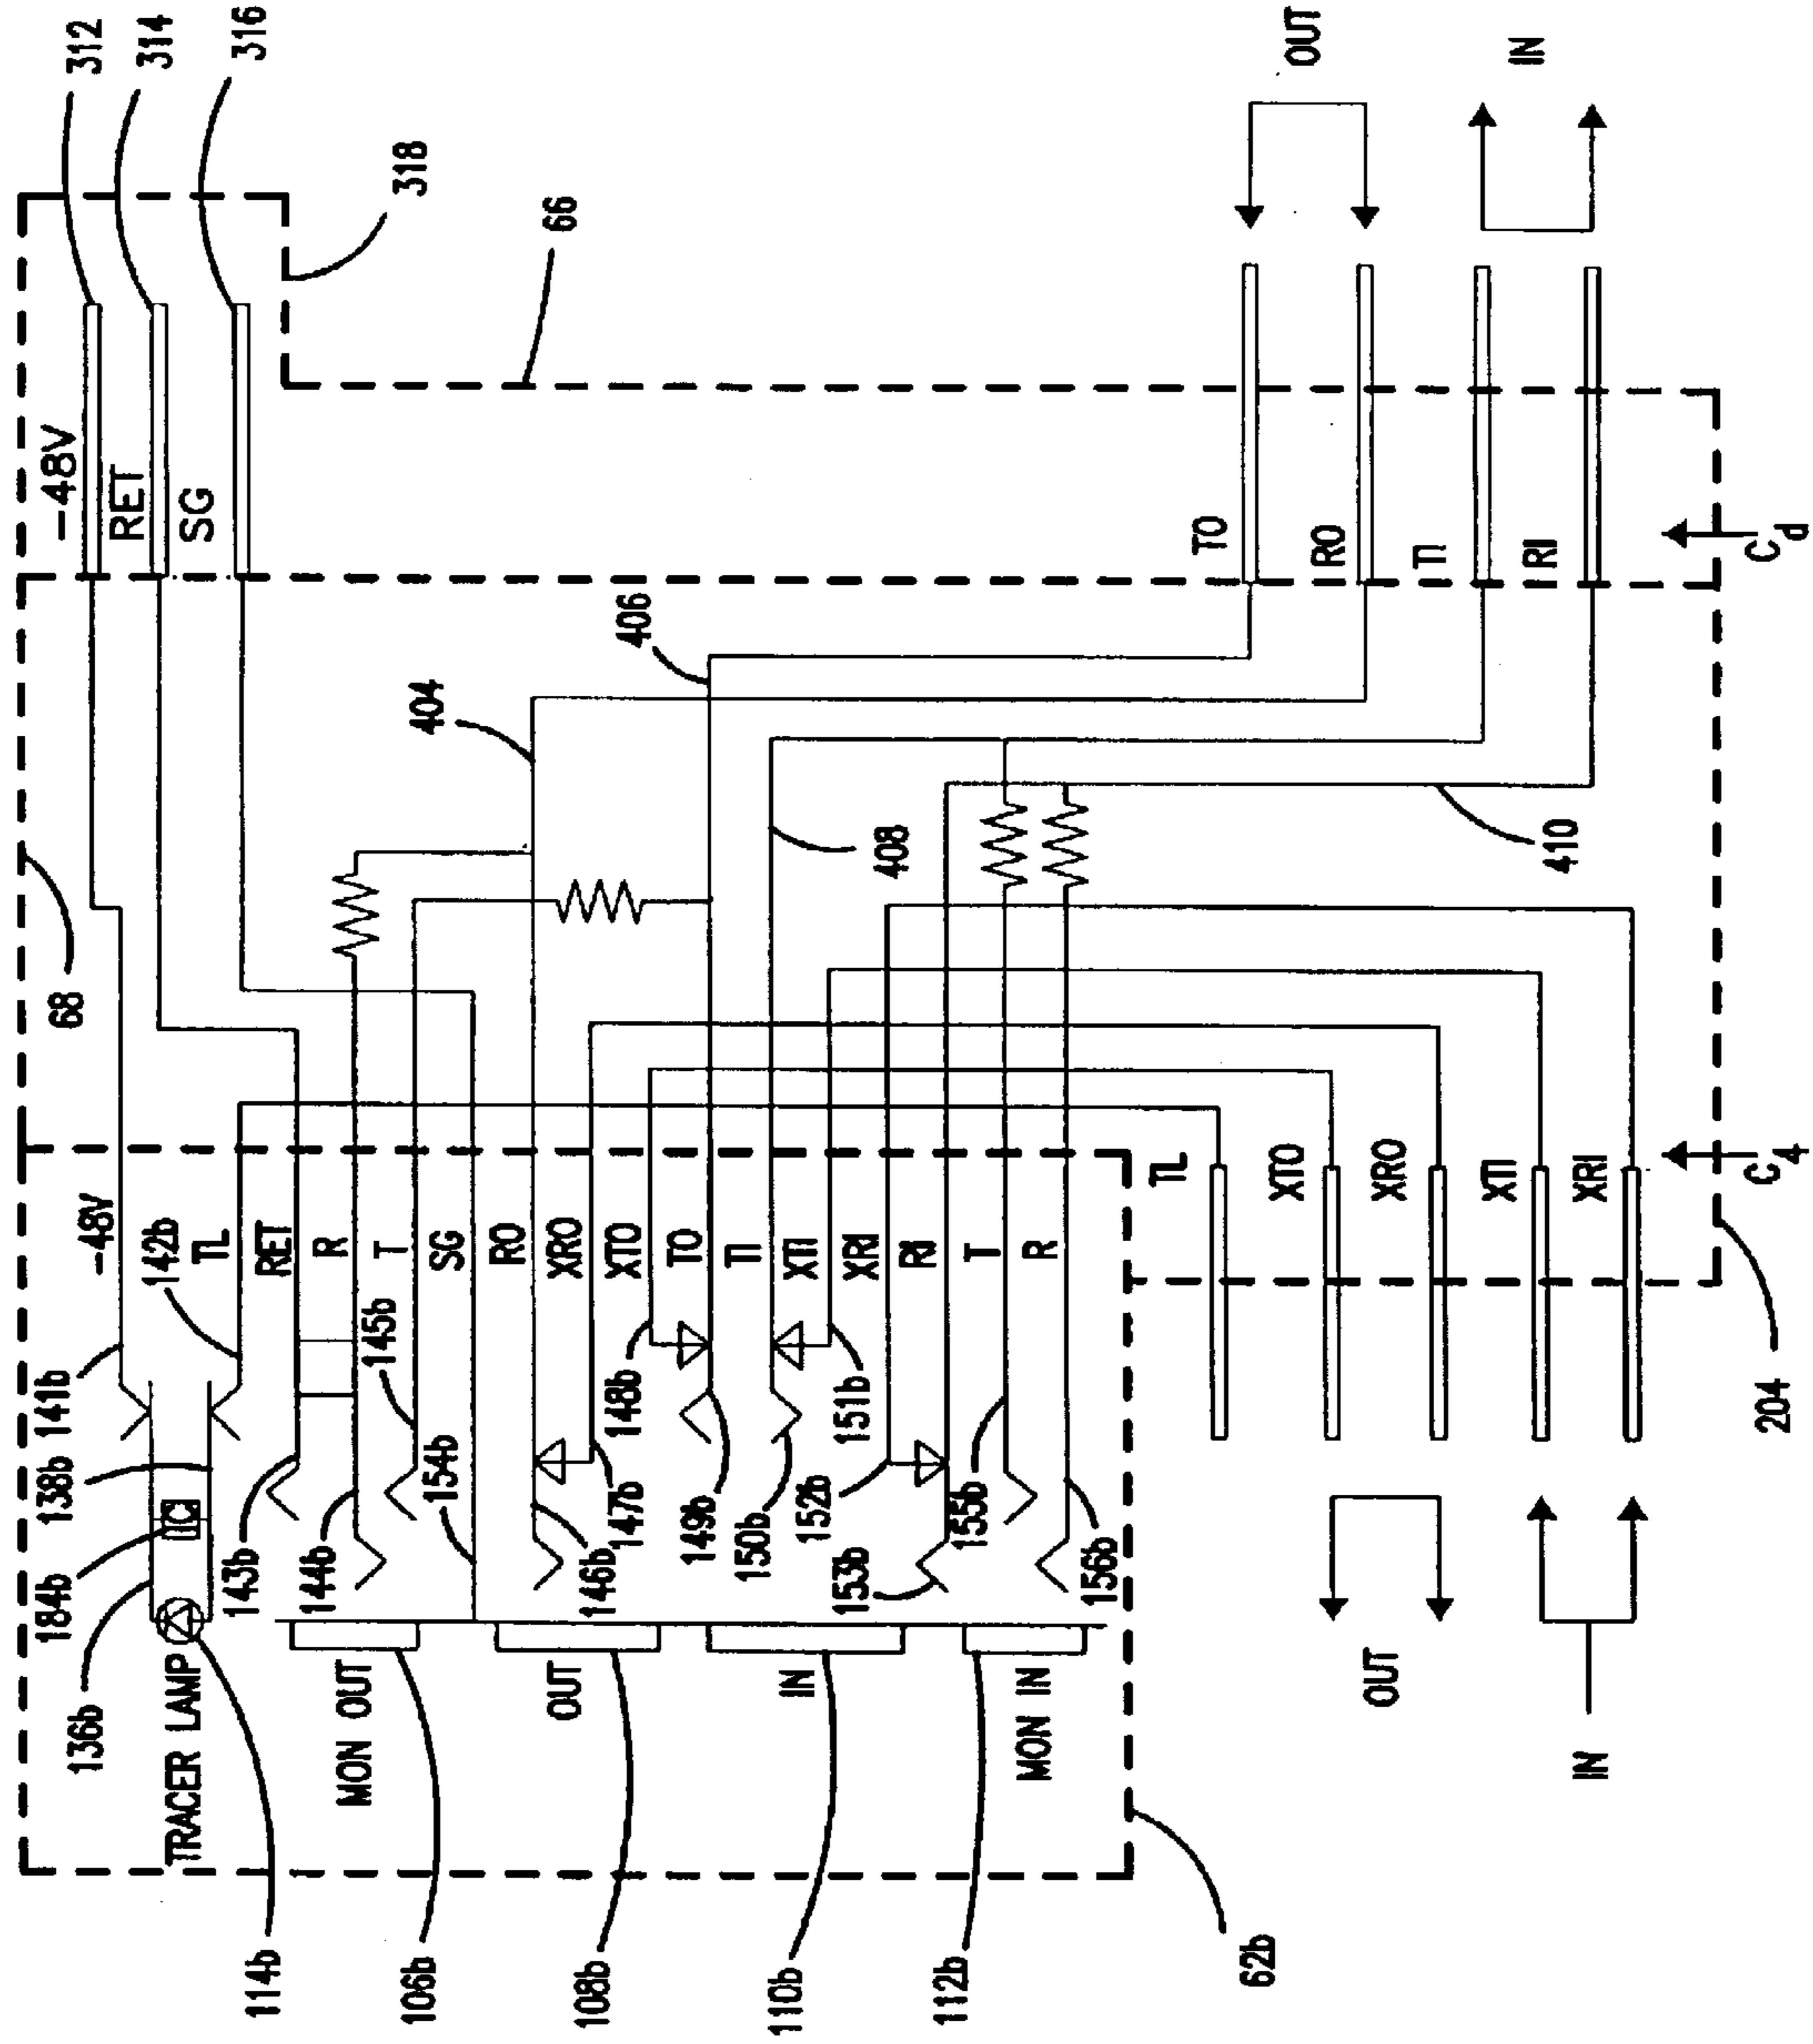 312
314
316
318
66
OUT
IN
-48V
RET
SG
TO
RO
TI
RI
Cd
68
404
406
408
410
141b
-48V
142b
TL
RET
R
T
SG
RO
XRO
XTO
TO
TI
XTI
XRI
RI
T
R
136b
184b
138b
143b
144b
145b
154b
146b
147b
148b
149b
150b
151b
152b
153b
155b
156b
TL
XTO
XRO
XTI
XRI
C4
204
TRACER LAMP
MON OUT
OUT
IN
MON IN
OUT
IN
114b
106b
108b
110b
112b
62b